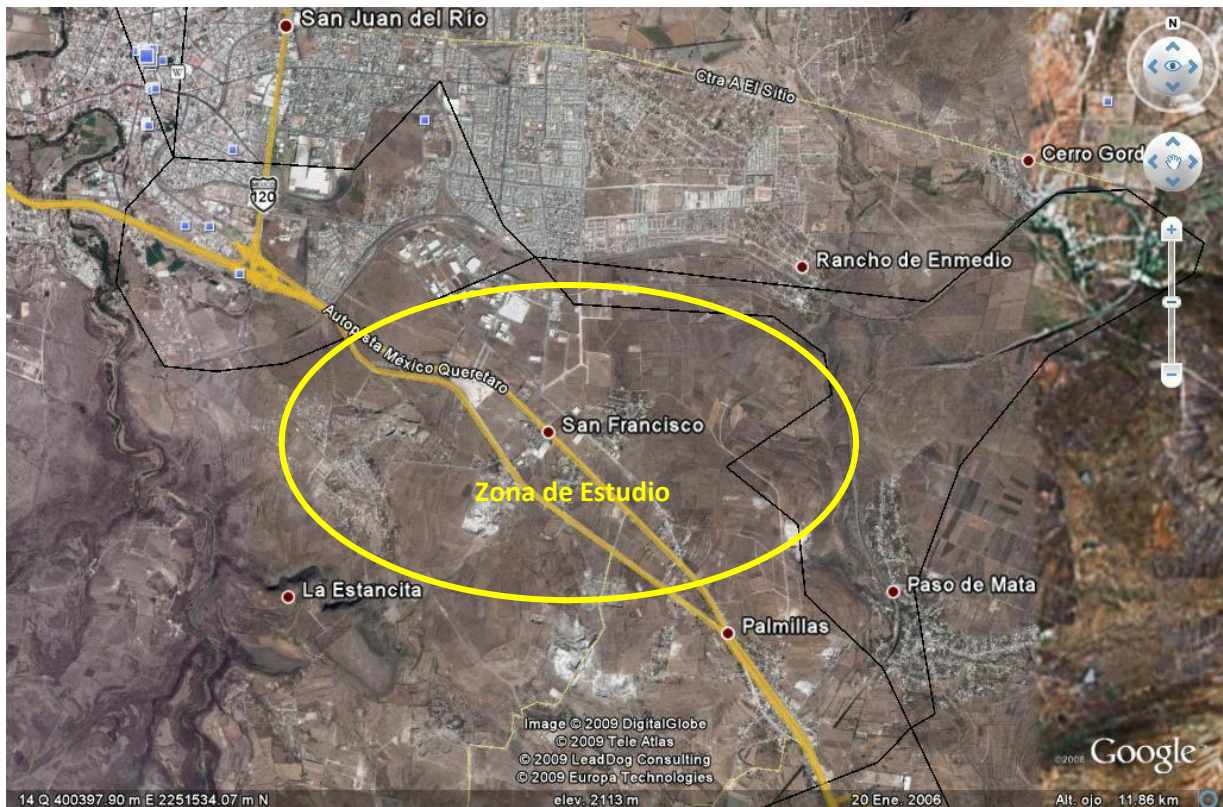 San Juan del Río
N
W
Ctra A El Sitio
Cerro Gord
120
Rancho de Enmedio
Autopista México Queretaro
San Francisco
Zona de Estudio
La Estancita
Paso de Mata
Palmillas
Image © 2009 DigitalGlobe
© 2009 Tele Atlas
© 2009 LeadDog Consulting
© 2009 Europa Technologies
©2008 Google
14 Q 400397.90 m E 2251534.07 m N elev. 2113 m 20 Ene. 2006 Alt. ojo 11.86 km